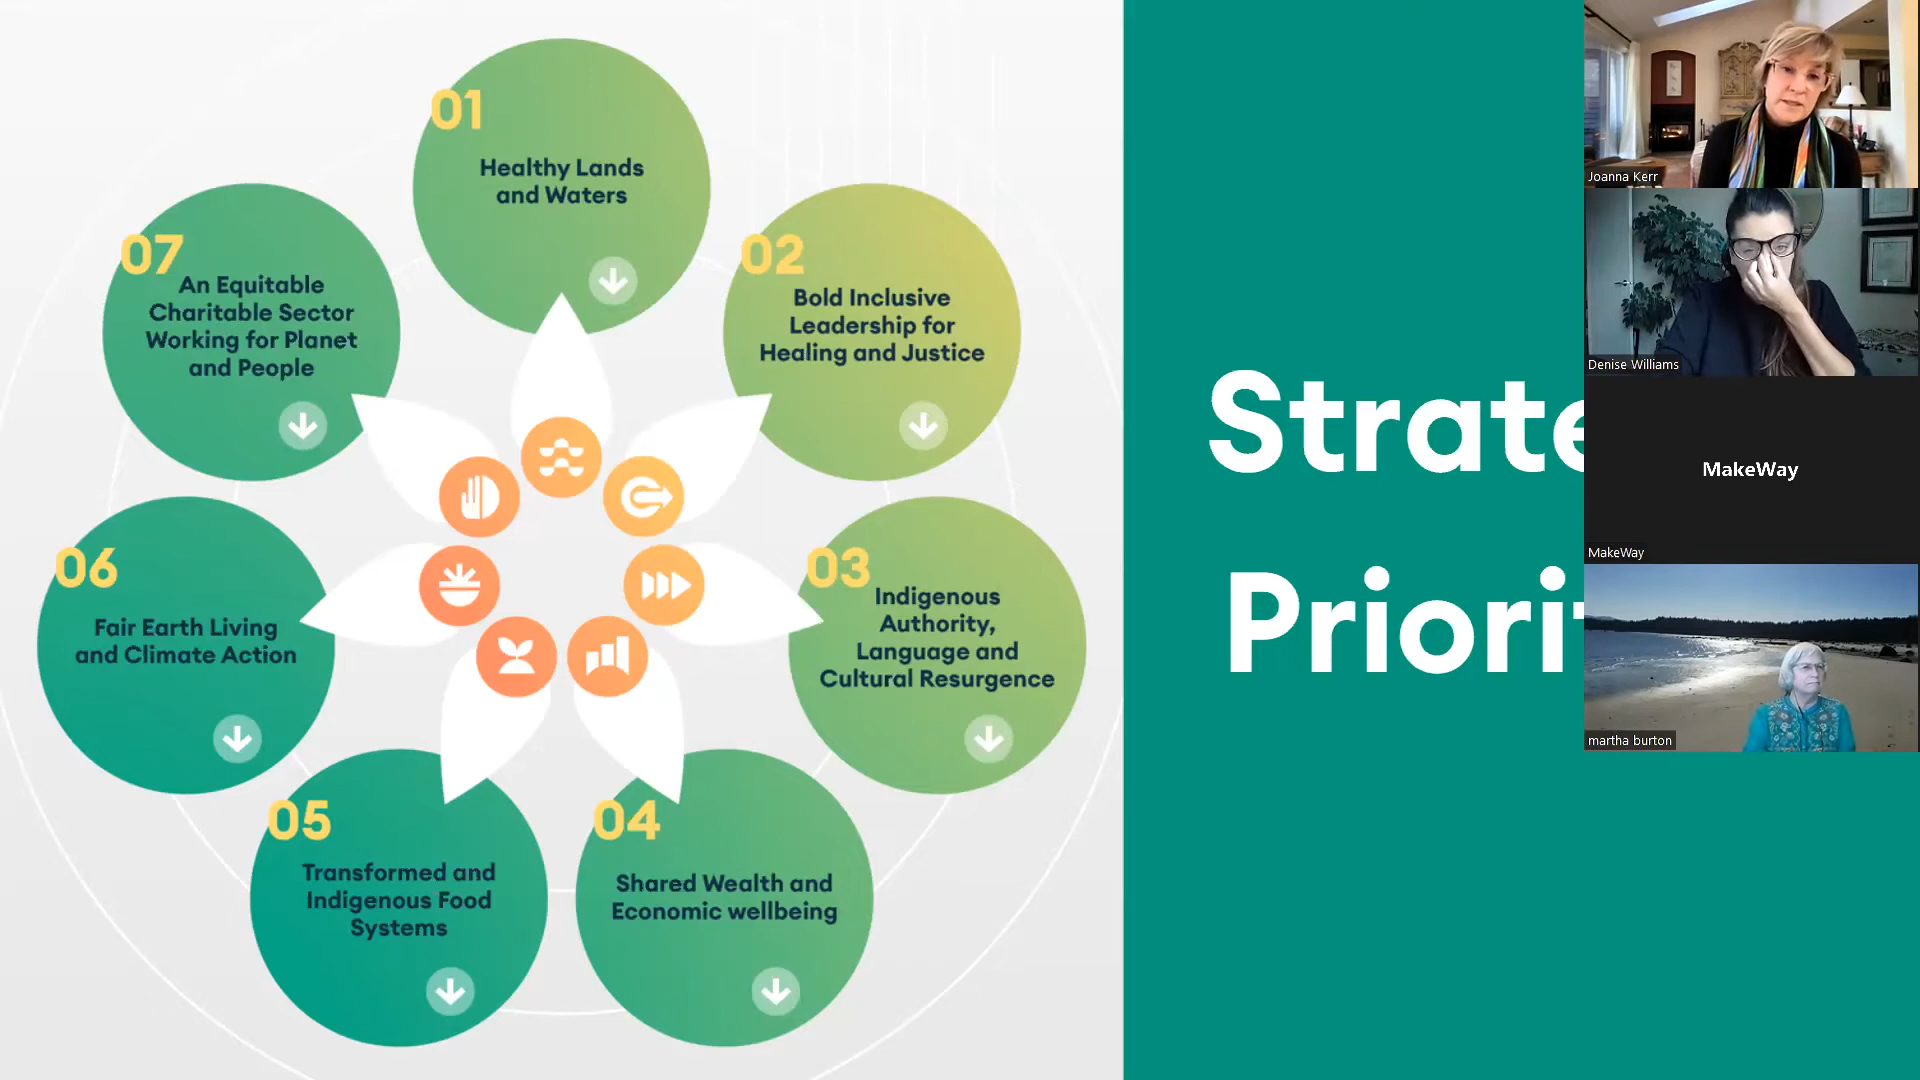 01
Healthy Lands
and Waters
02
Bold Inclusive
Leadership for
Healing and Justice
03
Indigenous
Authority,
Language and
Cultural Resurgence
04
Shared Wealth and
Economic wellbeing
05
Transformed and
Indigenous Food
Systems
06
Fair Earth Living
and Climate Action
07
An Equitable
Charitable Sector
Working for Planet
and People
Strate
Priorit
Joanna Kerr
Denise Williams
MakeWay
MakeWay
martha burton